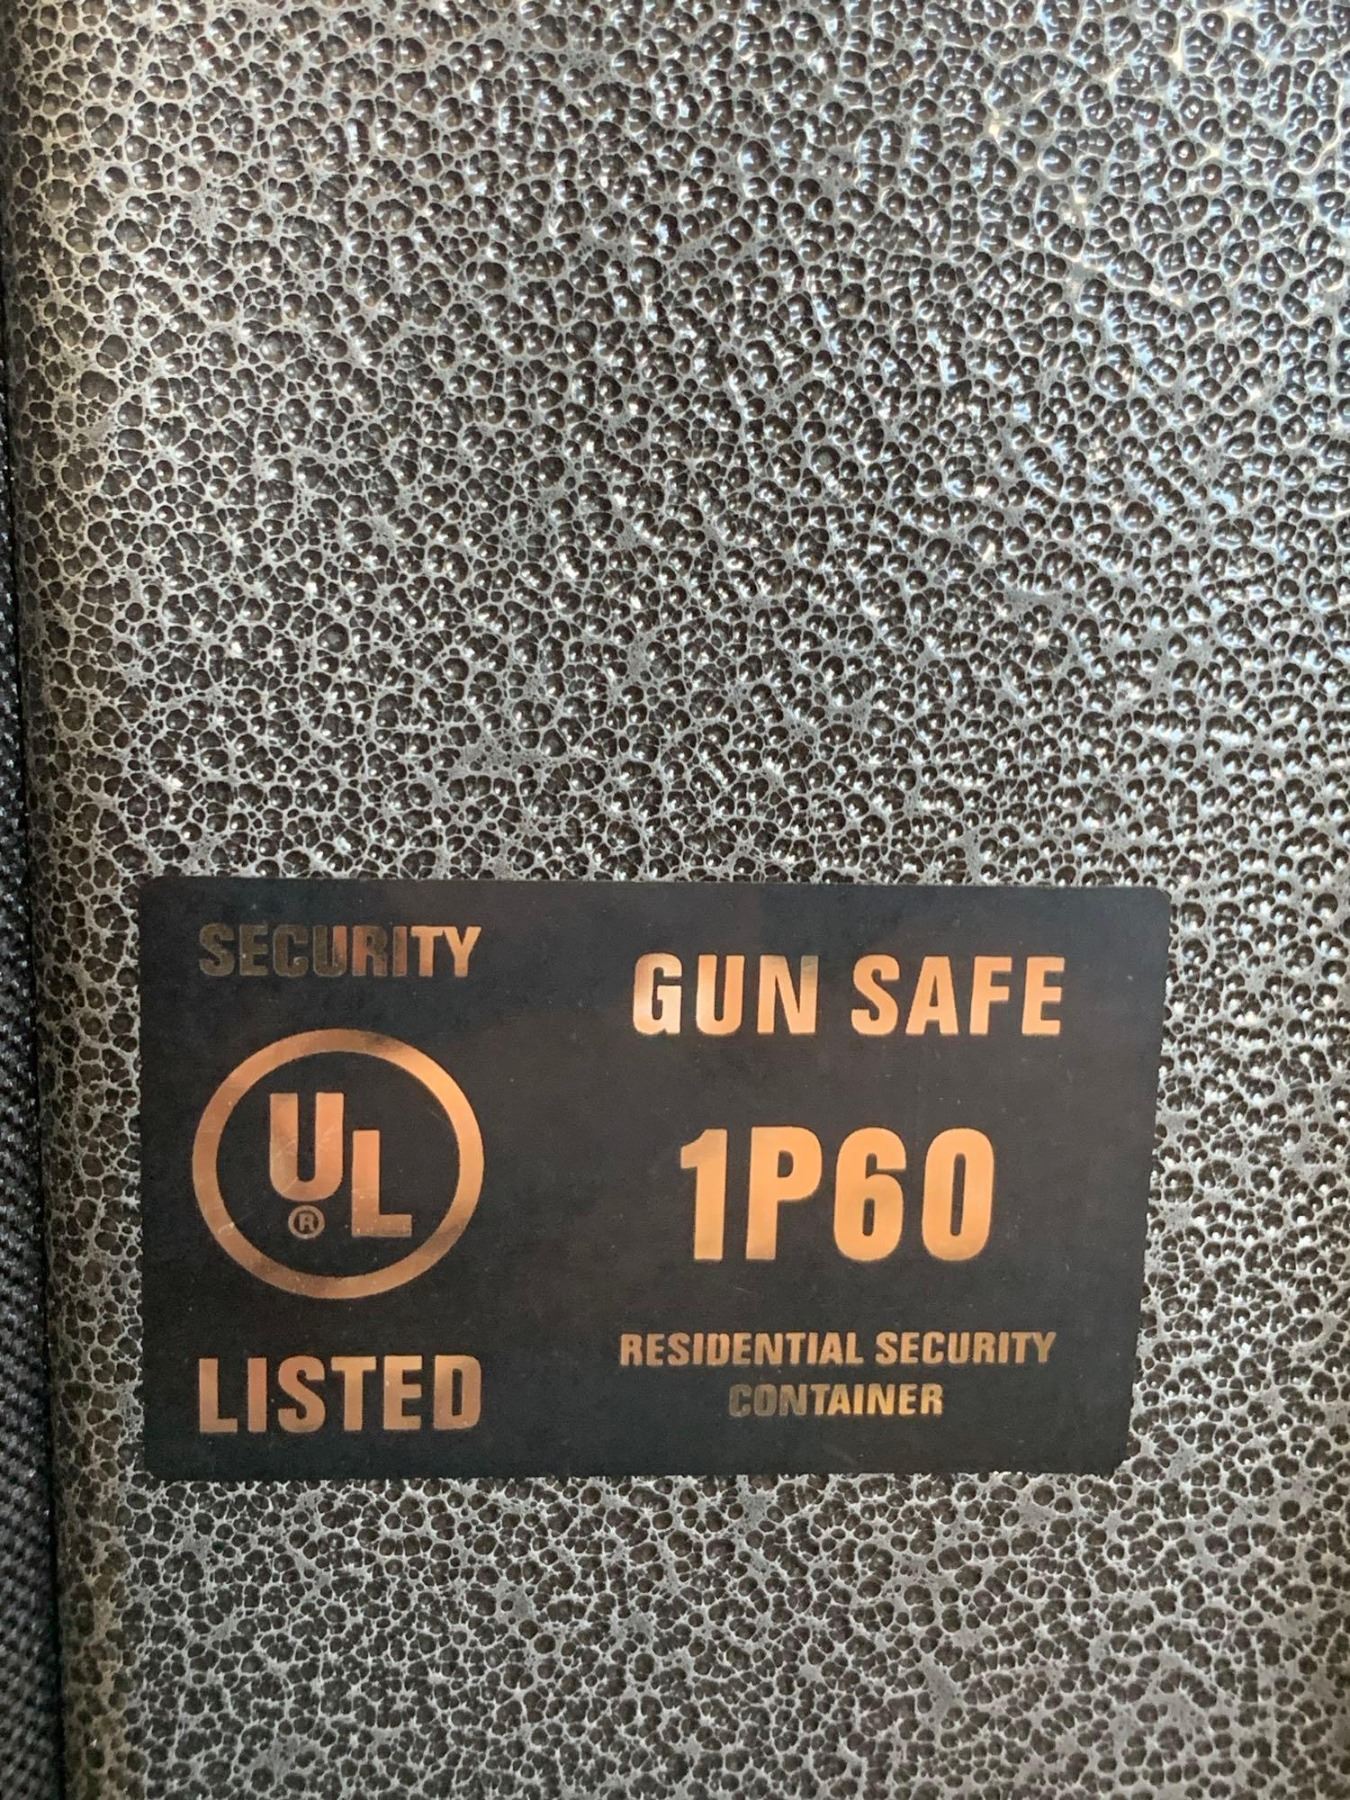 SECURITY
UL
®
LISTED
GUN SAFE
1P60
RESIDENTIAL SECURITY
CONTAINER